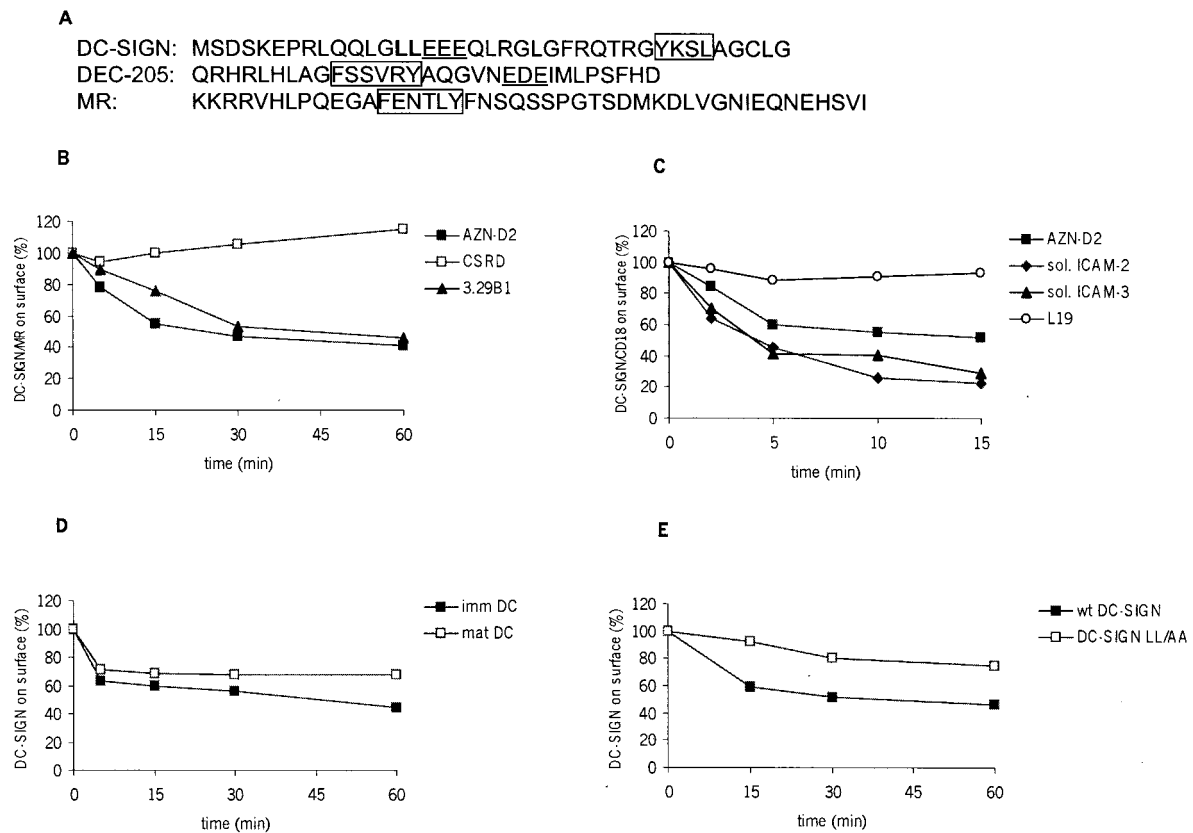 A
DC-SIGN: MSDSKEPRLQQLGLLEEEQLRGLGFRQTRGYKSLAGCLG
DEC-205: QRHRLHLAGFSSVRYAQGVNEDEIMLPSFHD
MR: KKRRVHLPQEGAFENTLYFNSQSSPGTSDMKDLVGNIEQNEHSVI
B
DC-SIGN/MR on surface (%)
120
100
80
60
40
20
0
0 15 30 45 60
time (min)
AZN-D2
CSRD
3.29B1
C
DC-SIGN/CD18 on surface (%)
120
100
80
60
40
20
0
0 5 10 15
time (min)
AZN-D2
sol. ICAM-2
sol. ICAM-3
L19
D
DC-SIGN on surface (%)
120
100
80
60
40
20
0
0 15 30 45 60
time (min)
imm DC
mat DC
E
DC-SIGN on surface (%)
120
100
80
60
40
20
0
0 15 30 45 60
time (min)
wt DC-SIGN
DC-SIGN LL/AA